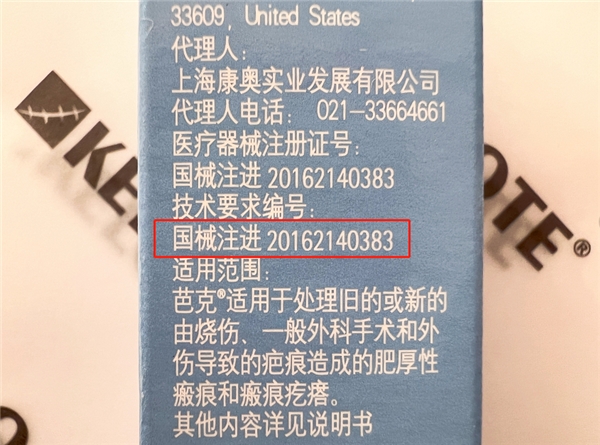 33609, United States
代理人:
上海康奥实业发展有限公司
代理人电话: 021-33664661
医疗器械注册证号:
国械注进 20162140383
技术要求编号:
国械注进 20162140383
适用范围:
芭克®适用于处理旧的或新的
由烧伤、一般外科手术和外
伤导致的疤痕造成的肥厚性
瘢痕和瘢痕疙瘩。
其他内容详见说明书
KE
OTE®